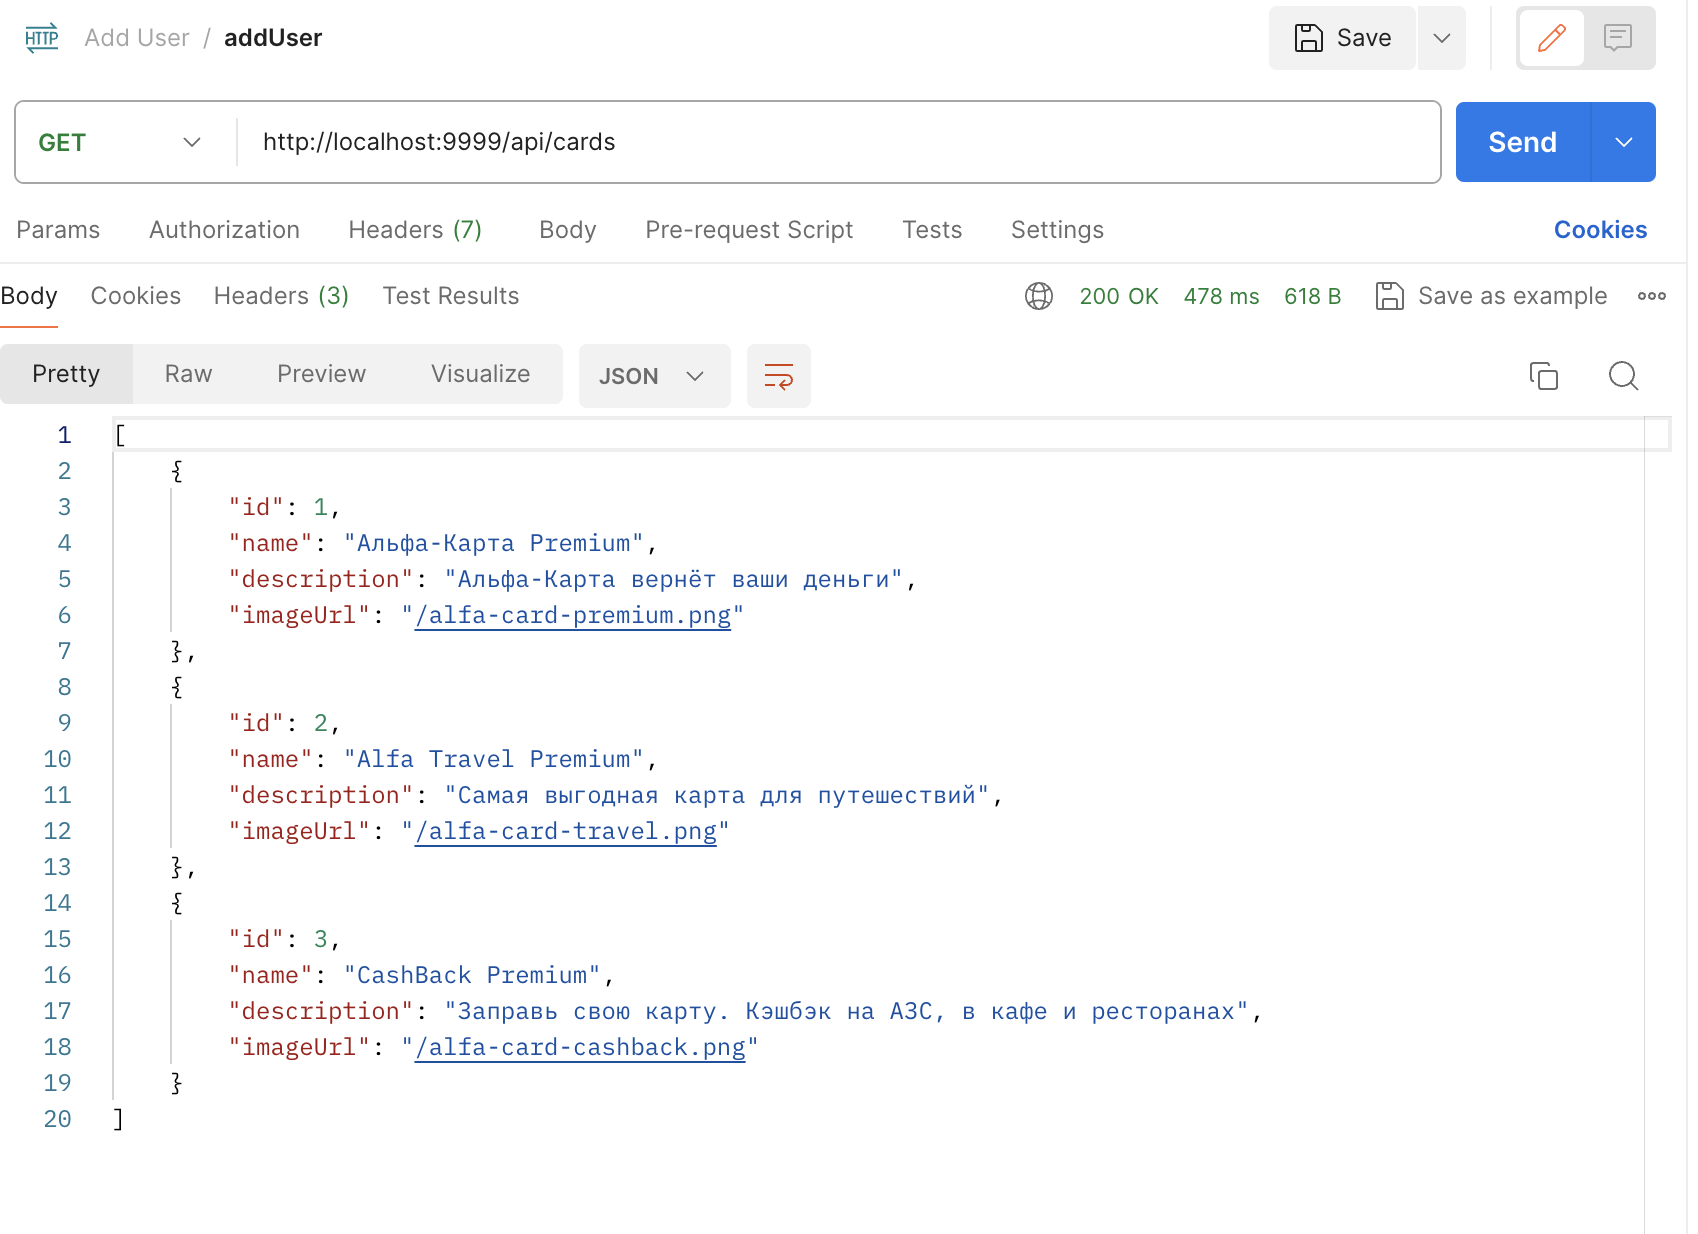 HTTP Add User / addUser Save
GET http://localhost:9999/api/cards Send
Params Authorization Headers (7) Body Pre-request Script Tests Settings Cookies
Body Cookies Headers (3) Test Results 200 OK 478 ms 618 B Save as example
Pretty Raw Preview Visualize JSON
1 [
2 {
3 "id": 1,
4 "name": "Альфа-Карта Premium",
5 "description": "Альфа-Карта вернёт ваши деньги",
6 "imageUrl": "/alfa-card-premium.png"
7 },
8 {
9 "id": 2,
10 "name": "Alfa Travel Premium",
11 "description": "Самая выгодная карта для путешествий",
12 "imageUrl": "/alfa-card-travel.png"
13 },
14 {
15 "id": 3,
16 "name": "CashBack Premium",
17 "description": "Заправь свою карту. Кэшбэк на АЗС, в кафе и ресторанах",
18 "imageUrl": "/alfa-card-cashback.png"
19 }
20 ]